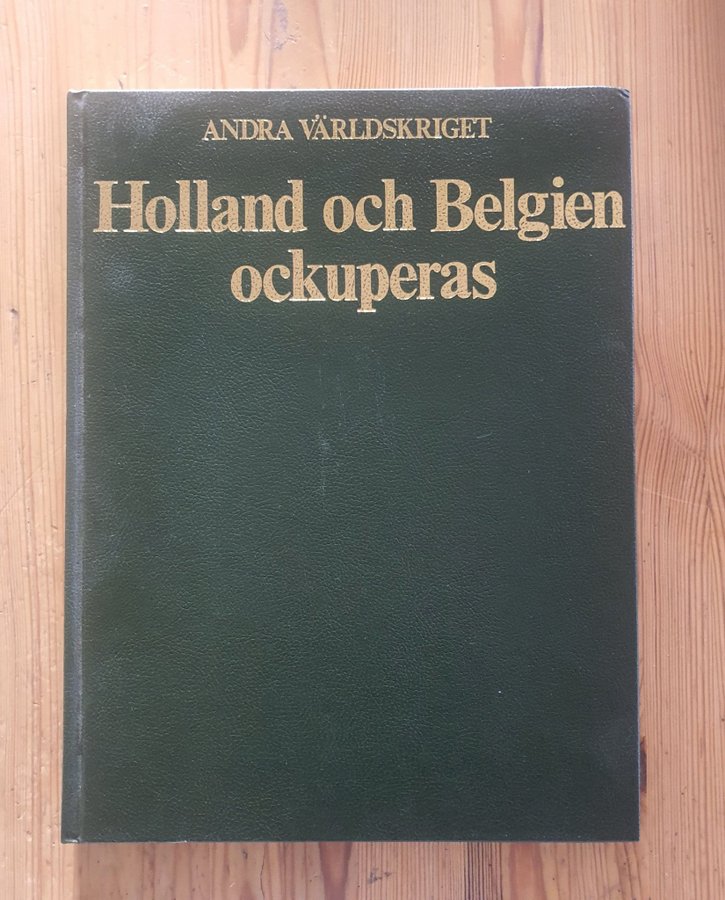 ANDRA VÄRLDSKRIGET
Holland och Belgien
ockuperas